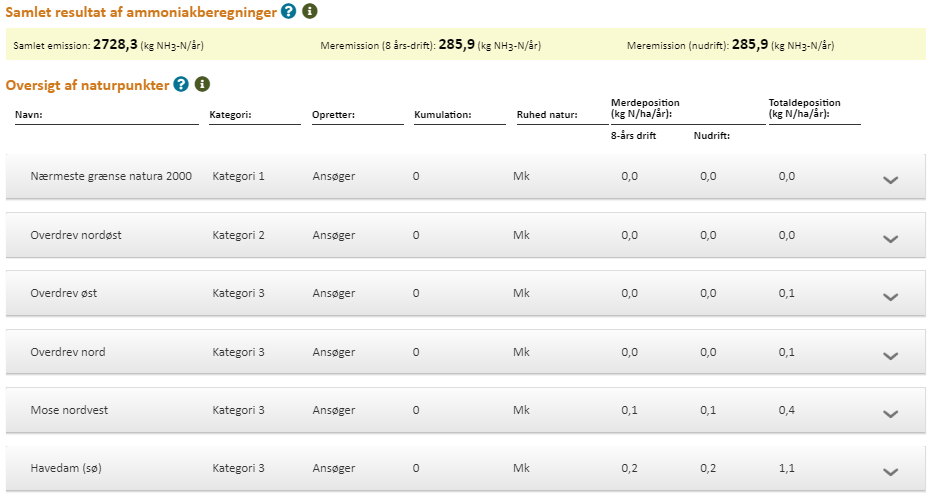 Samlet resultat af ammoniakberegninger ? i
Samlet emission: 2728,3 (kg NH3-N/år) Meremission (8 års-drift): 285,9 (kg NH3-N/år) Meremission (nudrift): 285,9 (kg NH3-N/år)
Oversigt af naturpunkter ? i
Navn: Kategori: Opretter: Kumulation: Ruhed natur: Merdeposition (kg N/ha/år): Totaldeposition (kg N/ha/år):
8-års drift Nudrift:
Nærmeste grænse natura 2000 Kategori 1 Ansøger 0 Mk 0,0 0,0 0,0
Overdrev nordøst Kategori 2 Ansøger 0 Mk 0,0 0,0 0,0
Overdrev øst Kategori 3 Ansøger 0 Mk 0,0 0,0 0,1
Overdrev nord Kategori 3 Ansøger 0 Mk 0,0 0,0 0,1
Mose nordvest Kategori 3 Ansøger 0 Mk 0,1 0,1 0,4
Havedam (sø) Kategori 3 Ansøger 0 Mk 0,2 0,2 1,1